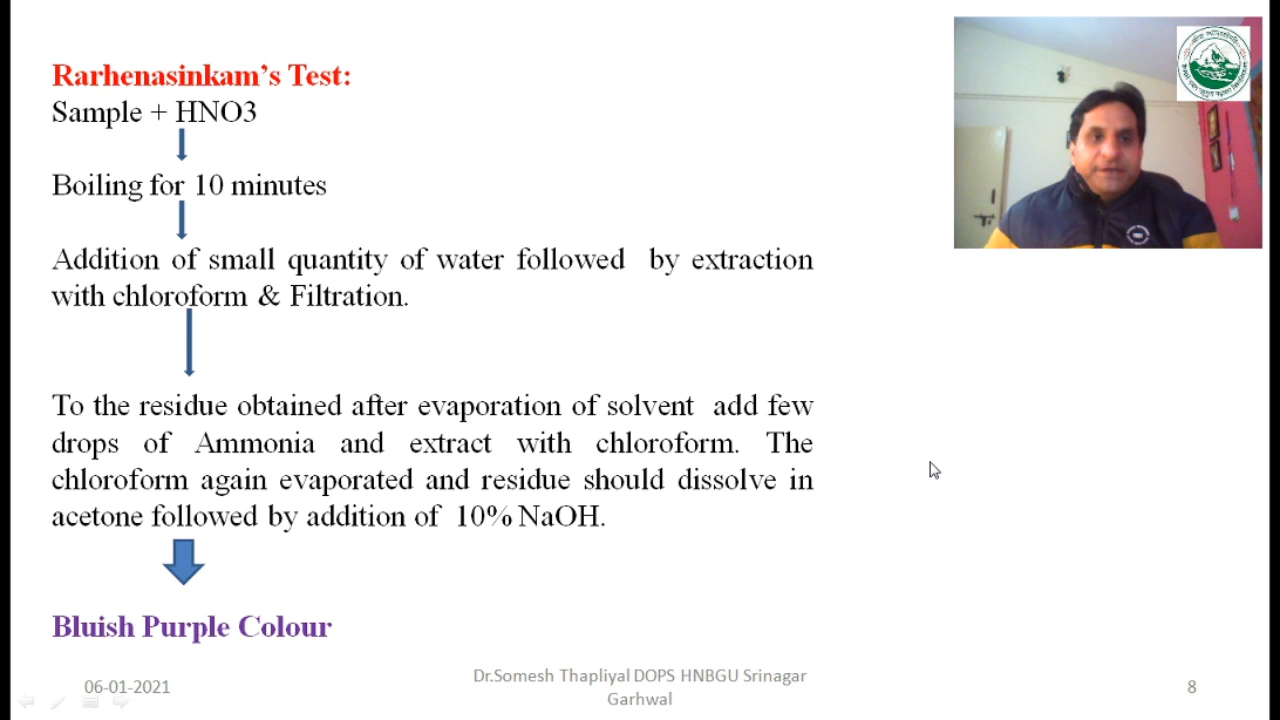 Rarhenasinkam's Test:
Sample + HNO3
Boiling for 10 minutes
Addition of small quantity of water followed by extraction
with chloroform & Filtration.
To the residue obtained after evaporation of solvent add few
drops of Ammonia and extract with chloroform. The
chloroform again evaporated and residue should dissolve in
acetone followed by addition of 10% NaOH.
Bluish Purple Colour
06-01-2021
Dr.Somesh Thapliyal DOPS HNBGU Srinagar
Garhwal
8